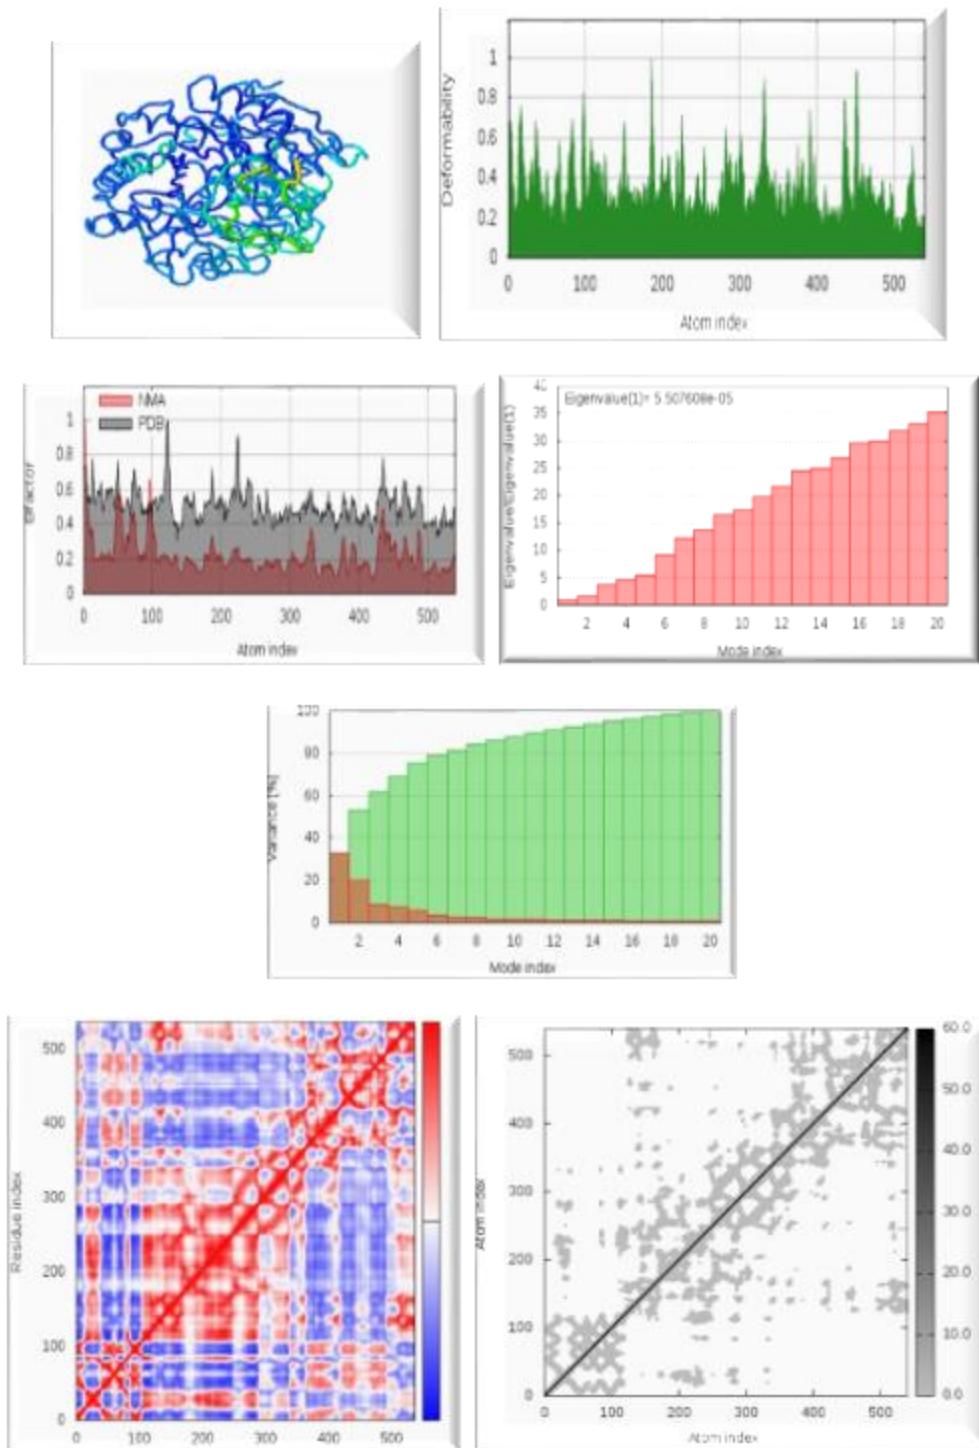 Deformability
1
0.8
0.6
0.4
0.2
0
0 100 200 300 400 500
Atom index
NMA
PDB
1
0.8
0.6
0.4
0.2
0
0 100 200 300 400 500
Atom index
Eigenvalue(1)= 5.507608e-05
Eigenvalue/Eigenvalue(1)
40
35
30
25
20
15
10
5
0
2 4 6 8 10 12 14 16 18 20
Mode index
Variance [%]
100
80
60
40
20
0
2 4 6 8 10 12 14 16 18 20
Mode index
Residue index
500
400
300
200
100
0
0 100 200 300 400 500
Atom index
500
400
300
200
100
0
0 100 200 300 400 500
Atom index
60.0
50.0
40.0
30.0
20.0
10.0
0.0